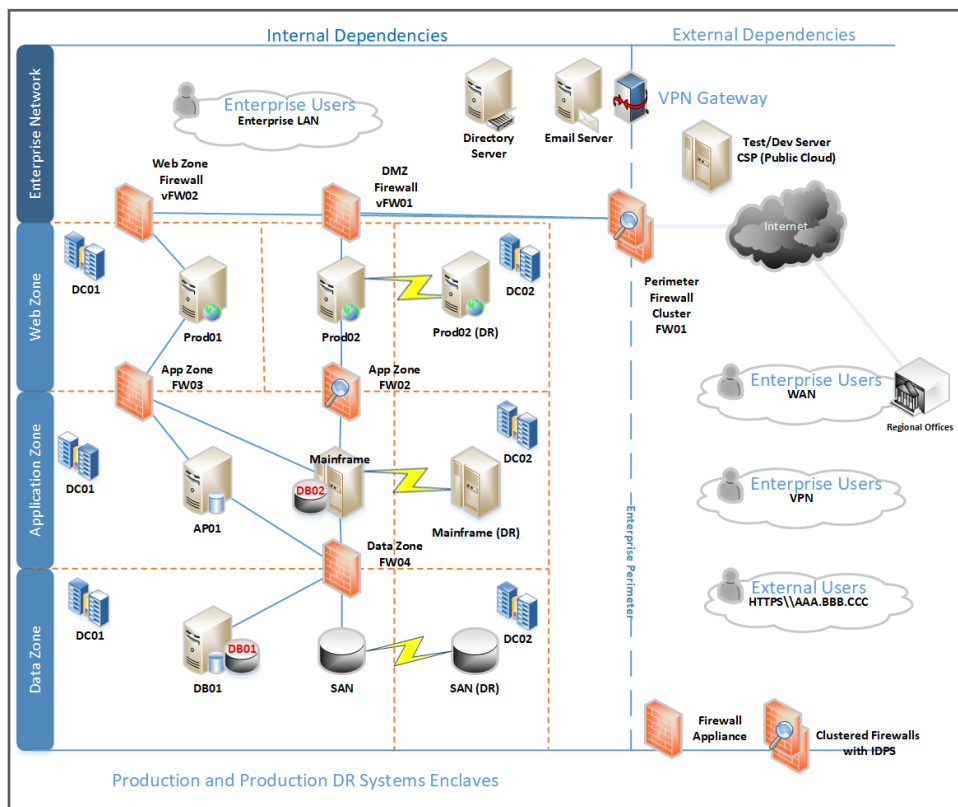 Internal Dependencies
External Dependencies
Enterprise Network
Enterprise Users
Enterprise LAN
Directory
Server
Email Server
VPN Gateway
Test/Dev Server
CSP (Public Cloud)
Web Zone
Firewall
vFW02
DMZ
Firewall
vFW01
Internet
Web Zone
DC01
Prod01
Prod02
Prod02 (DR)
DC02
Perimeter
Firewall
Cluster
FW01
App Zone
FW03
App Zone
FW02
Enterprise Users
WAN
Regional Offices
Application Zone
DC01
AP01
Mainframe
DB02
Mainframe (DR)
DC02
Enterprise Users
VPN
Data Zone
FW04
Enterprise Perimeter
External Users
HTTPS\\AAA.BBB.CCC
Data Zone
DC01
DB01
DB01
SAN
SAN (DR)
DC02
Firewall
Appliance
Clustered Firewalls
with IDPS
Production and Production DR Systems Enclaves